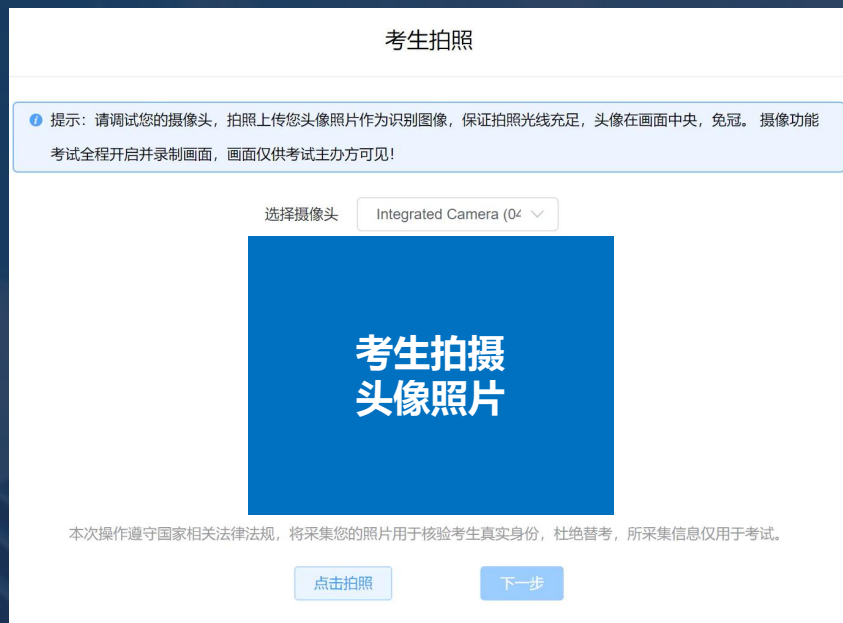 考生拍照
提示：请调试您的摄像头，拍照上传您头像照片作为识别图像，保证拍照光线充足，头像在画面中央，免冠。 摄像功能
考试全程开启并录制画面，画面仅供考试主办方可见！
选择摄像头 Integrated Camera (04
考生拍摄
头像照片
本次操作遵守国家相关法律法规，将采集您的照片用于核验考生真实身份，杜绝替考，所采集信息仅用于考试。
点击拍照 下一步